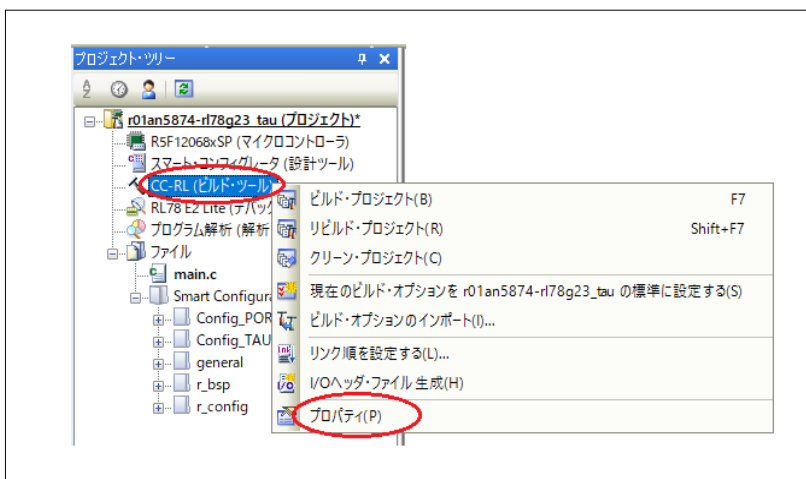 プロジェクト・ツリー
r01an5874-rl78g23_tau (プロジェクト)*
R5F12068xSP (マイクロコントローラ)
スマート・コンフィグレータ (設計ツール)
CC-RL (ビルド・ツール)
RL78 E2 Lite (デバッグ
プログラム解析 (解析
ファイル
main.c
Smart Configura
Config_POR
Config_TAU
general
r_bsp
r_config
ビルド・プロジェクト(B) F7
リビルド・プロジェクト(R) Shift+F7
クリーン・プロジェクト(C)
現在のビルド・オプションを r01an5874-rl78g23_tau の標準に設定する(S)
ビルド・オプションのインポート(I)...
リンク順を設定する(L)...
I/Oヘッダ・ファイル生成(H)
プロパティ(P)